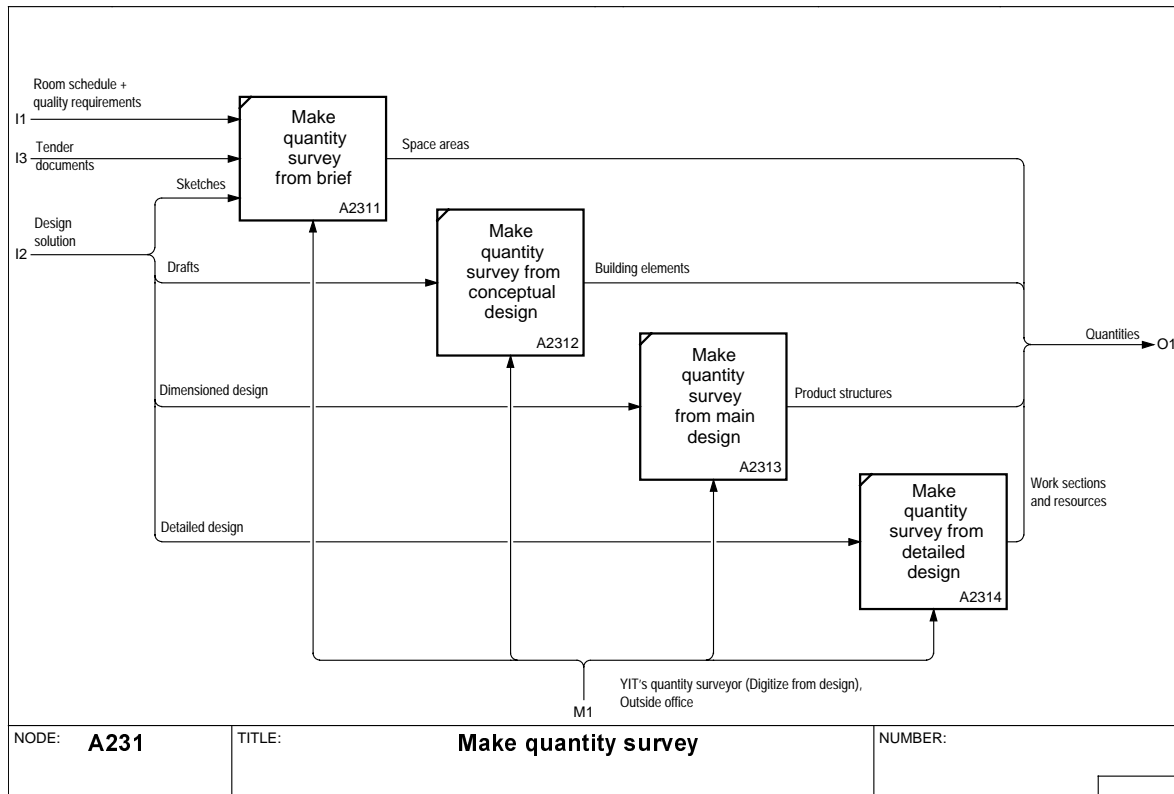 Room schedule +
quality requirements
I1
Tender
documents
I3
Sketches
Design
solution
I2
Make
quantity
survey
from brief
A2311
Space areas
Drafts
Make
quantity
survey from
conceptual
design
A2312
Building elements
Dimensioned design
Make
quantity
survey
from main
design
A2313
Product structures
Quantities
O1
Detailed design
Make
quantity
survey from
detailed
design
A2314
Work sections
and resources
YIT's quantity surveyor (Digitize from design),
Outside office
M1
NODE: A231
TITLE: Make quantity survey
NUMBER: